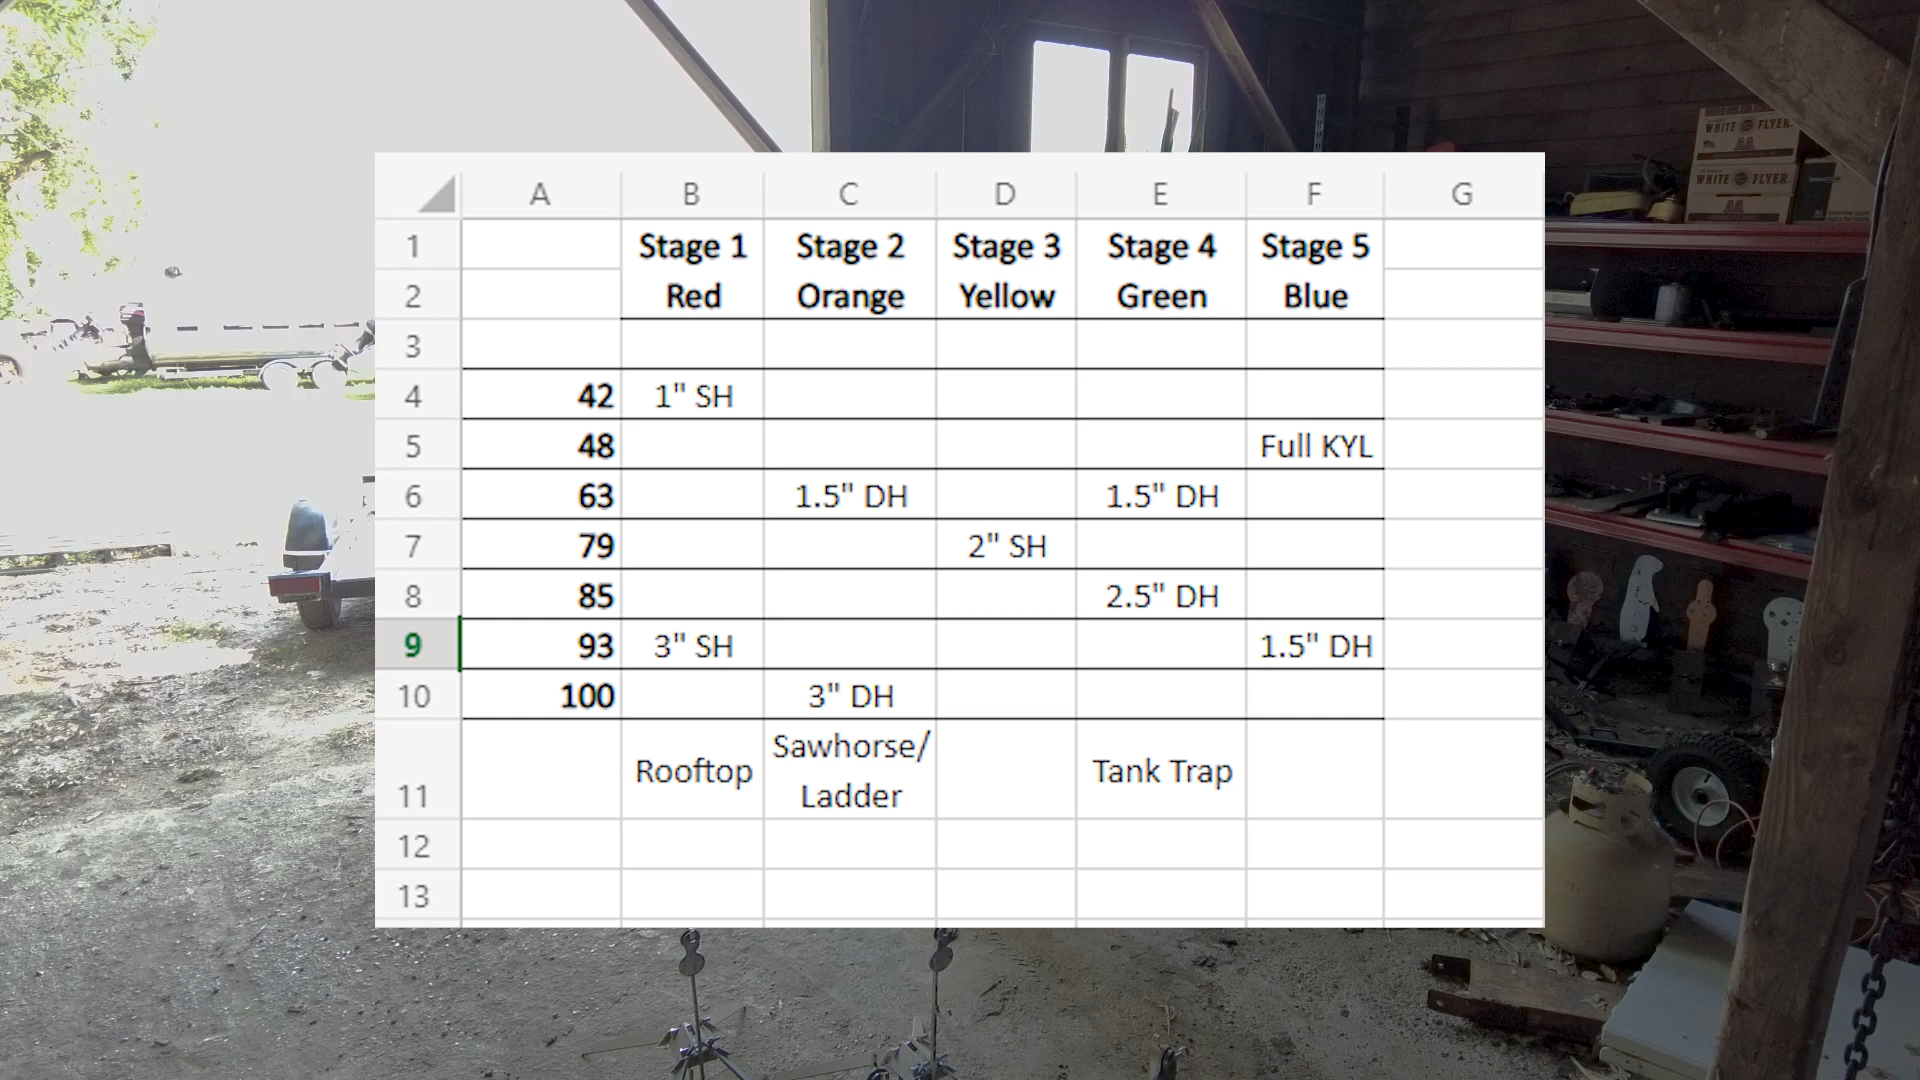 WHITE FLYER
WHITE FLYER
A B C D E F G
1 Stage 1 Stage 2 Stage 3 Stage 4 Stage 5
2 Red Orange Yellow Green Blue
3
4 42 1" SH
5 48 Full KYL
6 63 1.5" DH 1.5" DH
7 79 2" SH
8 85 2.5" DH
9 93 3" SH 1.5" DH
10 100 3" DH
11 Rooftop Sawhorse/ Tank Trap
Ladder
12
13